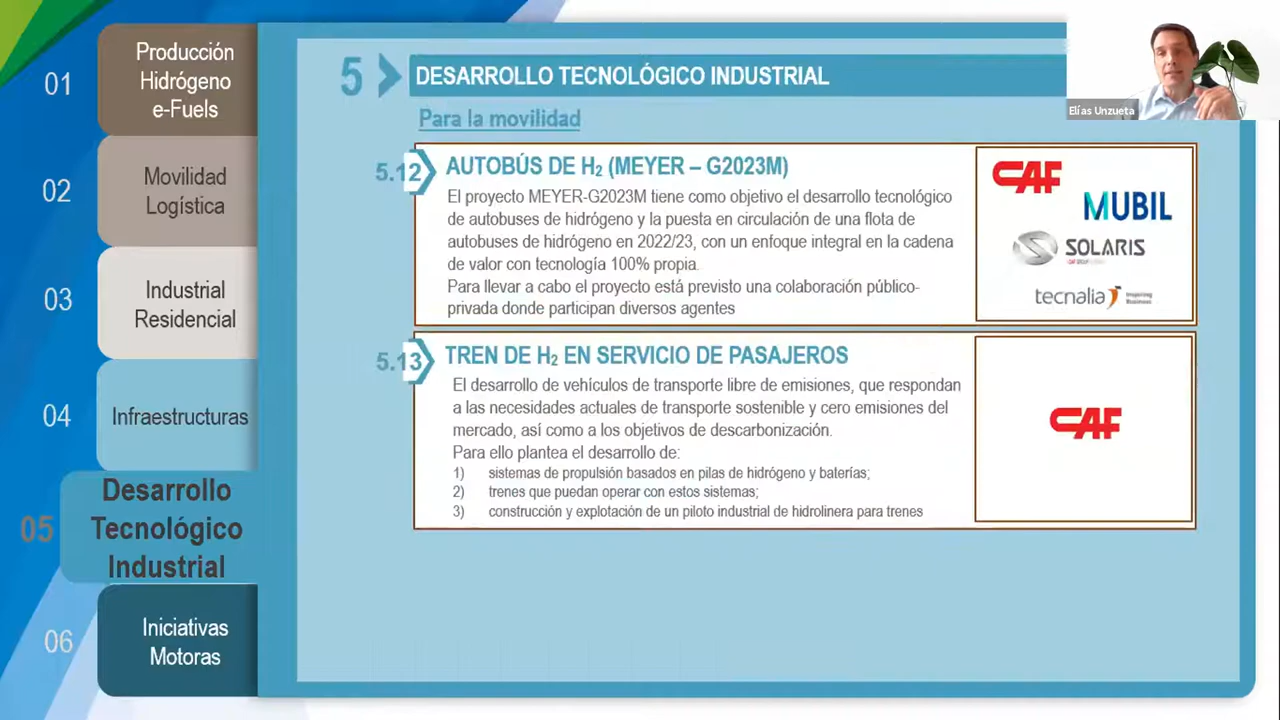 01
Producción
Hidrógeno
e-Fuels
02
Movilidad
Logística
03
Industrial
Residencial
04
Infraestructuras
05
Desarrollo
Tecnológico
Industrial
06
Iniciativas
Motoras
5
DESARROLLO TECNOLÓGICO INDUSTRIAL
Elías Unzueta
Para la movilidad
5.12
AUTOBÚS DE H₂ (MEYER – G2023M)
El proyecto MEYER-G2023M tiene como objetivo el desarrollo tecnológico
de autobuses de hidrógeno y la puesta en circulación de una flota de
autobuses de hidrógeno en 2022/23, con un enfoque integral en la cadena
de valor con tecnología 100% propia.
Para llevar a cabo el proyecto está previsto una colaboración público-
privada donde participan diversos agentes
CAF
MUBIL
SOLARIS
tecnalia
5.13
TREN DE H₂ EN SERVICIO DE PASAJEROS
El desarrollo de vehículos de transporte libre de emisiones, que respondan
a las necesidades actuales de transporte sostenible y cero emisiones del
mercado, así como a los objetivos de descarbonización.
Para ello plantea el desarrollo de:
1) sistemas de propulsión basados en pilas de hidrógeno y baterías;
2) trenes que puedan operar con estos sistemas;
3) construcción y explotación de un piloto industrial de hidrolinera para trenes
CAF